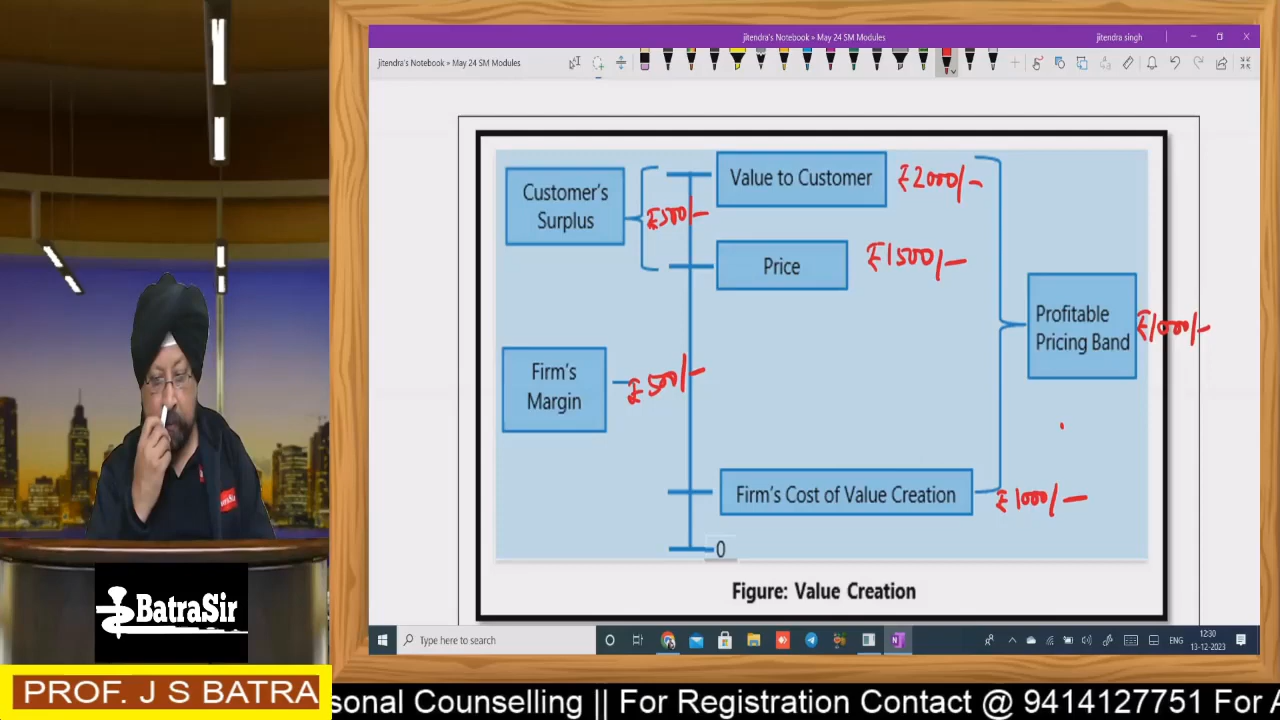 jitendra's Notebook » May 24 SM Modules
jitendra singh
jitendra's Notebook » May 24 SM Modules
Customer's
Surplus
₹500/-
Value to Customer
₹2000/-
Price
₹1500/-
Profitable
Pricing Band
₹1000/-
Firm's
Margin
₹500/-
Firm's Cost of Value Creation
₹1000/-
0
Figure: Value Creation
Type here to search
ENG
12:30
13-12-2023
BatraSir
PROF. J S BATRA
rsonal Counselling || For Registration Contact @ 9414127751 For A